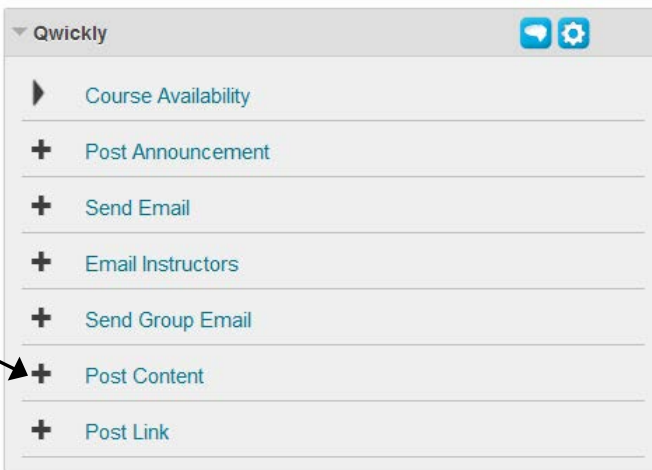 Qwickly
Course Availability
Post Announcement
Send Email
Email Instructors
Send Group Email
Post Content
Post Link